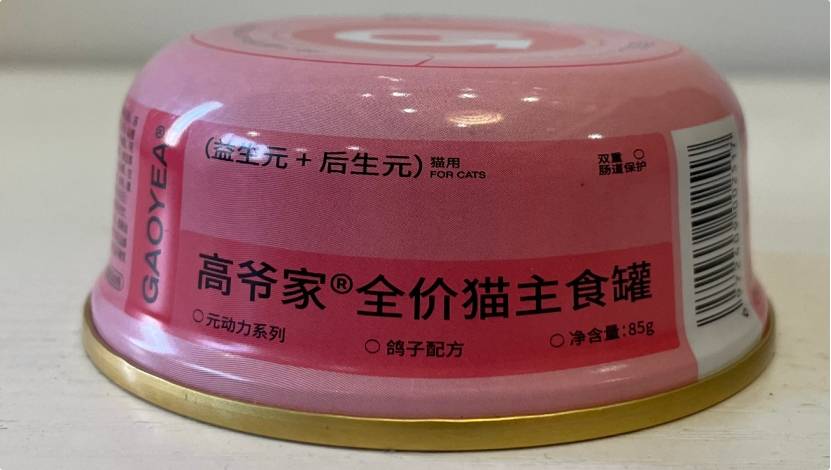 GAOYEA®
(益生元+后生元) 猫用
FOR CATS
双重
肠道保护
高爷家®全价猫主食罐
元动力系列
鸽子配方
净含量:85g